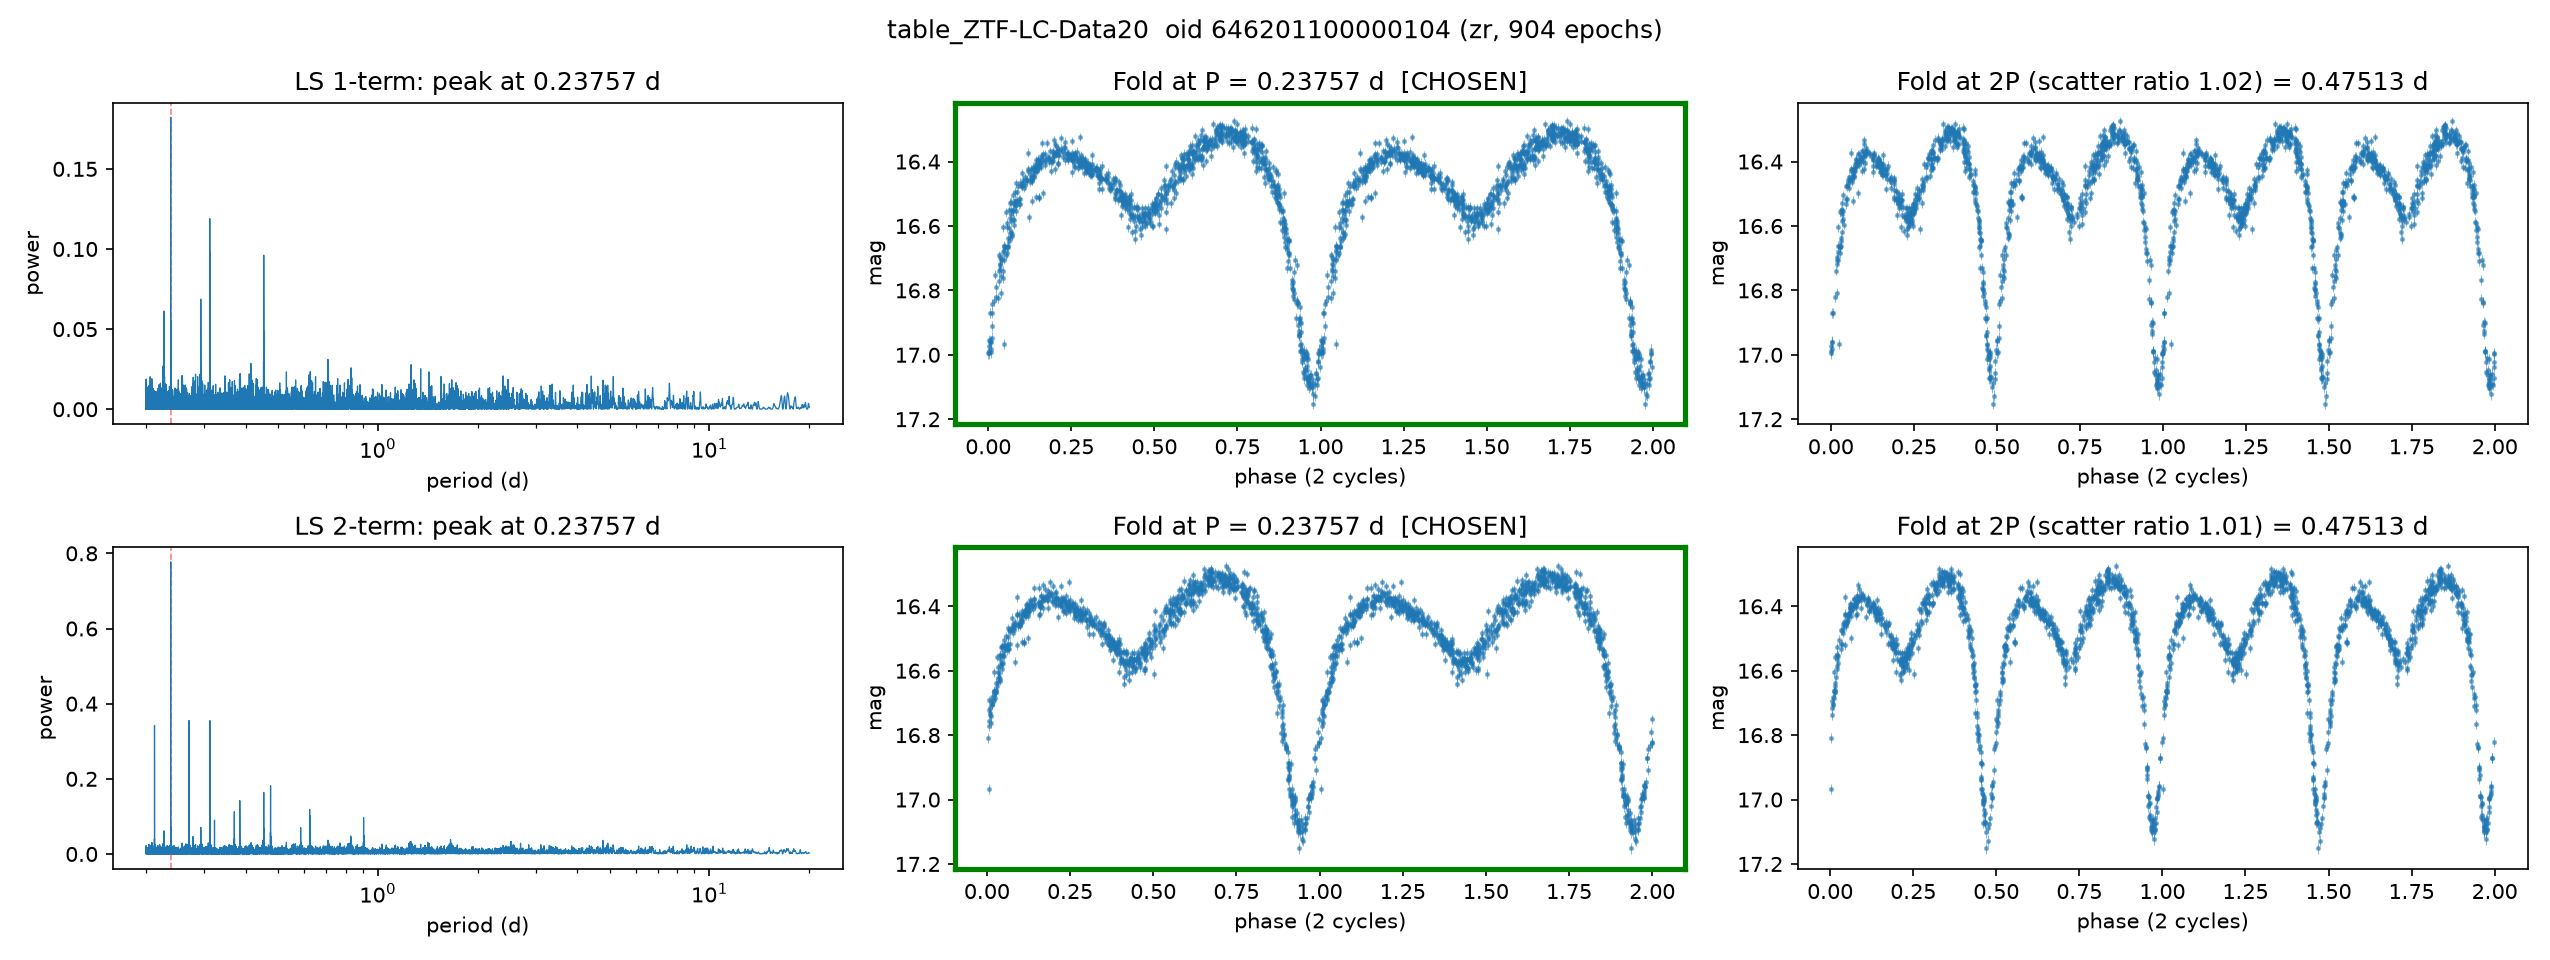 table_ZTF-LC-Data20  oid 646201100000104 (zr, 904 epochs)
LS 1-term: peak at 0.23757 d
power
0.15
0.10
0.05
0.00
10⁰
10¹
period (d)
Fold at P = 0.23757 d  [CHOSEN]
mag
16.4
16.6
16.8
17.0
17.2
0.00 0.25 0.50 0.75 1.00 1.25 1.50 1.75 2.00
phase (2 cycles)
Fold at 2P (scatter ratio 1.02) = 0.47513 d
mag
16.4
16.6
16.8
17.0
17.2
0.00 0.25 0.50 0.75 1.00 1.25 1.50 1.75 2.00
phase (2 cycles)
LS 2-term: peak at 0.23757 d
power
0.8
0.6
0.4
0.2
0.0
10⁰
10¹
period (d)
Fold at P = 0.23757 d  [CHOSEN]
mag
16.4
16.6
16.8
17.0
17.2
0.00 0.25 0.50 0.75 1.00 1.25 1.50 1.75 2.00
phase (2 cycles)
Fold at 2P (scatter ratio 1.01) = 0.47513 d
mag
16.4
16.6
16.8
17.0
17.2
0.00 0.25 0.50 0.75 1.00 1.25 1.50 1.75 2.00
phase (2 cycles)